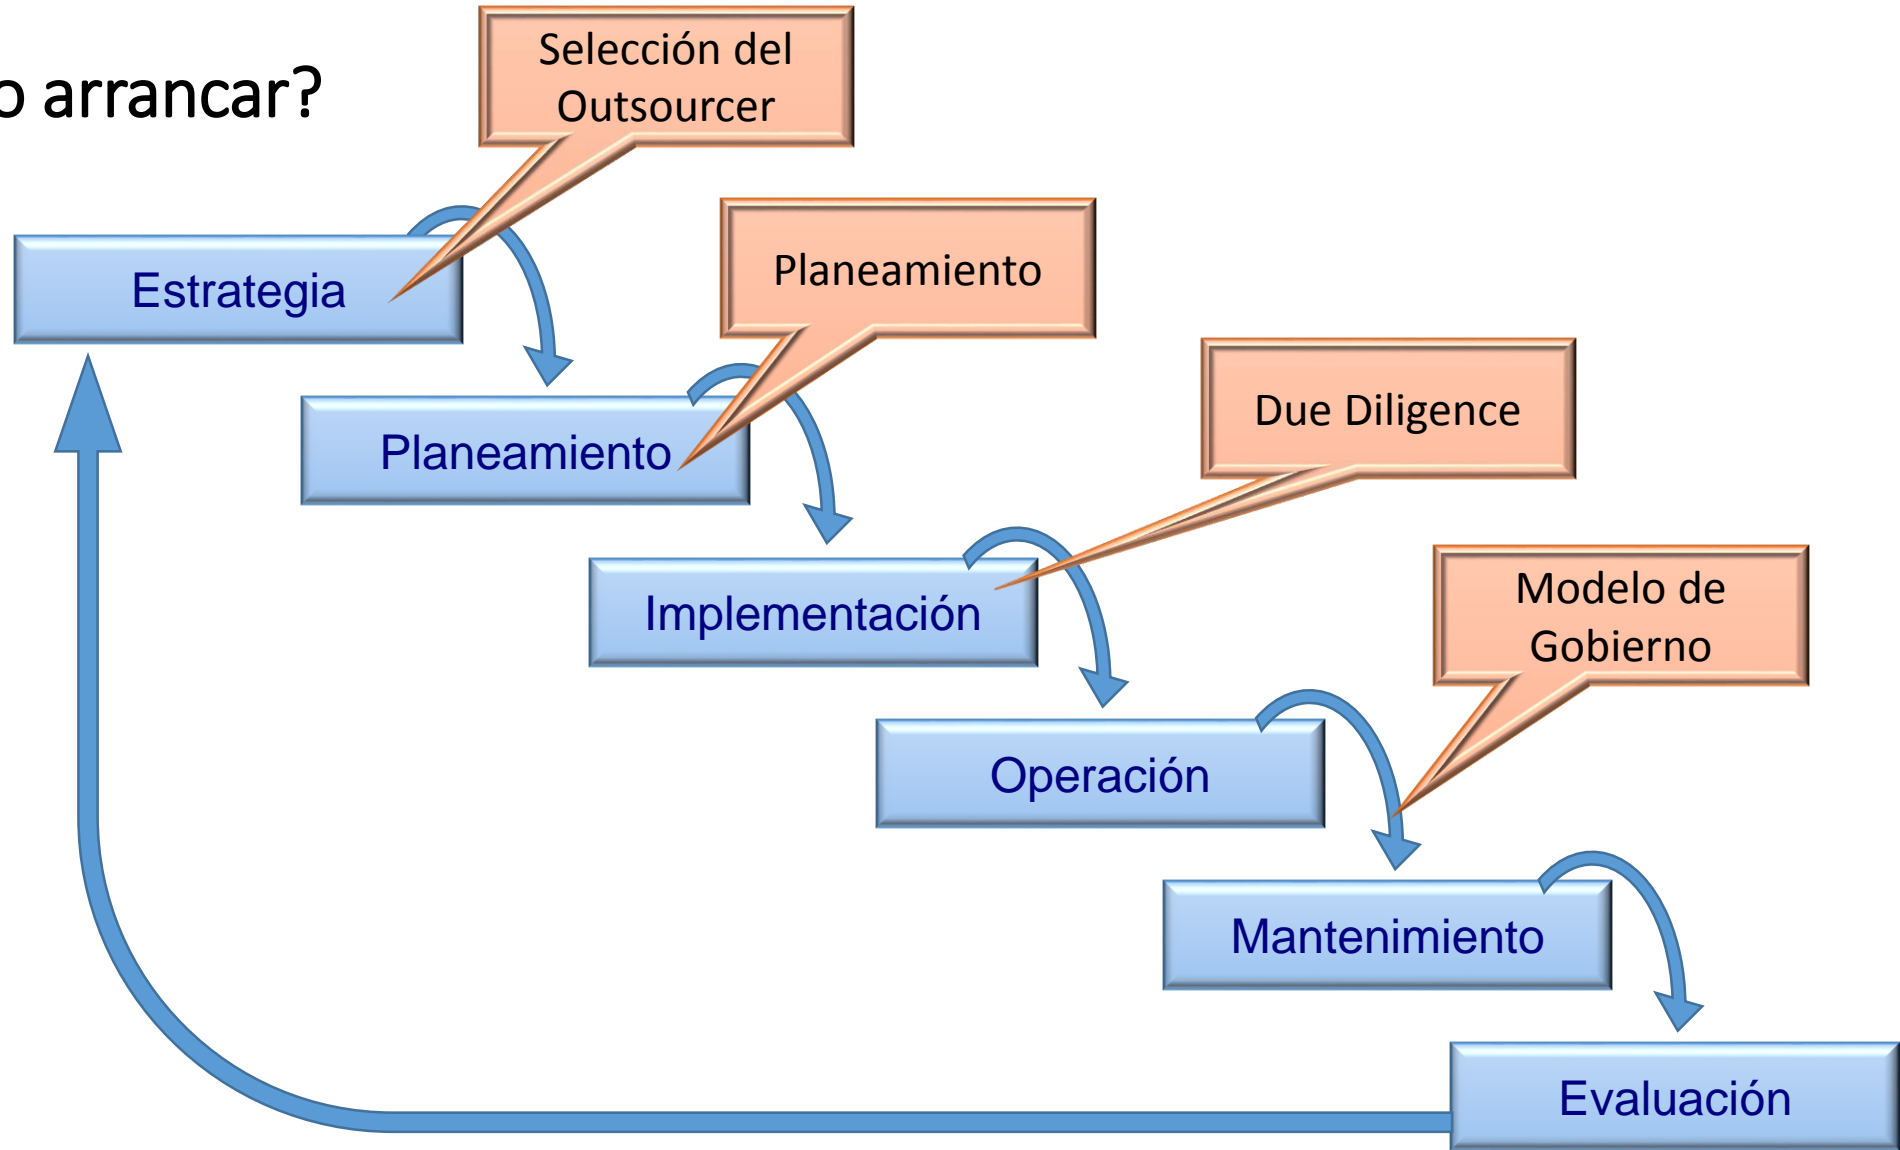 o arrancar?
Selección del
Outsourcer
Estrategia
Planeamiento
Planeamiento
Due Diligence
Implementación
Modelo de
Gobierno
Operación
Mantenimiento
Evaluación